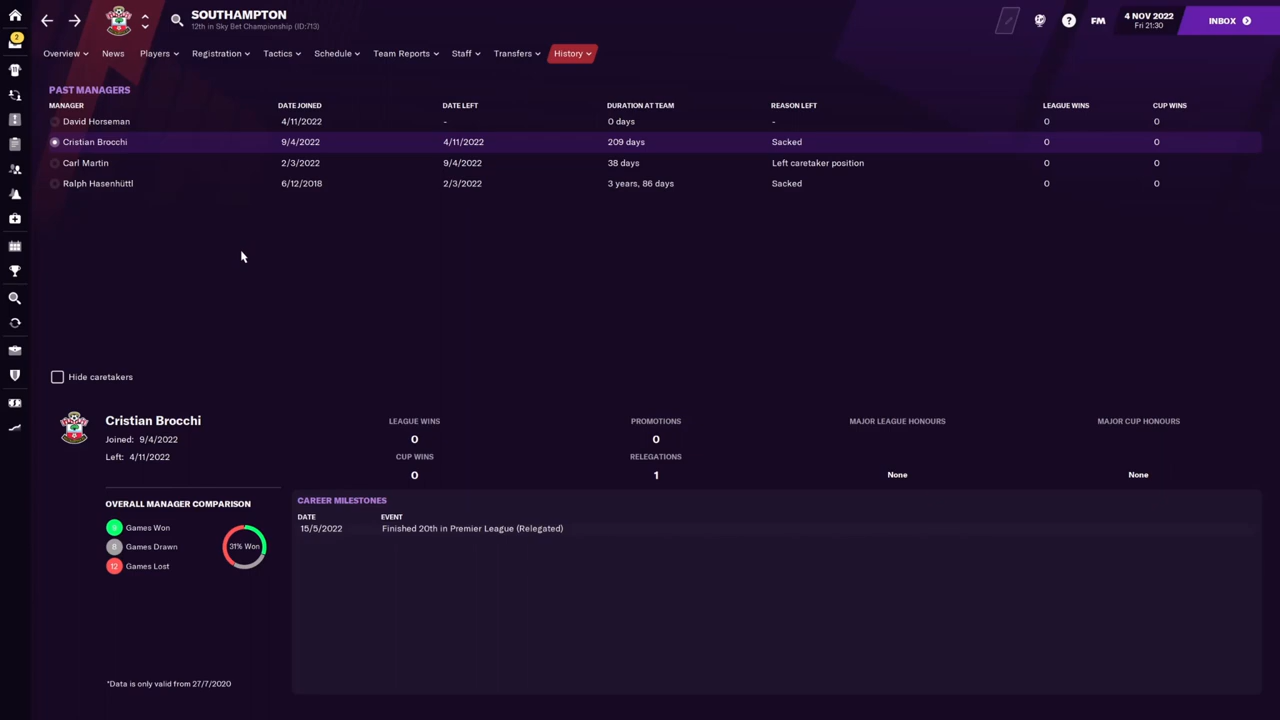 SOUTHAMPTON
12th in Sky Bet Championship (ID:713)
FM
4 NOV 2022
Fri 21:30
INBOX
2
Overview
News
Players
Registration
Tactics
Schedule
Team Reports
Staff
Transfers
History
PAST MANAGERS
MANAGER DATE JOINED DATE LEFT DURATION AT TEAM REASON LEFT LEAGUE WINS CUP WINS
David Horseman 4/11/2022 - 0 days - 0 0
Cristian Brocchi 9/4/2022 4/11/2022 209 days Sacked 0 0
Carl Martin 2/3/2022 9/4/2022 38 days Left caretaker position 0 0
Ralph Hasenhüttl 6/12/2018 2/3/2022 3 years, 86 days Sacked 0 0
Hide caretakers
Cristian Brocchi
Joined: 9/4/2022
Left: 4/11/2022
LEAGUE WINS
0
CUP WINS
0
PROMOTIONS
0
RELEGATIONS
1
MAJOR LEAGUE HONOURS
None
MAJOR CUP HONOURS
None
OVERALL MANAGER COMPARISON
9 Games Won
8 Games Drawn
12 Games Lost
31% Won
CAREER MILESTONES
DATE EVENT
15/5/2022 Finished 20th in Premier League (Relegated)
*Data is only valid from 27/7/2020